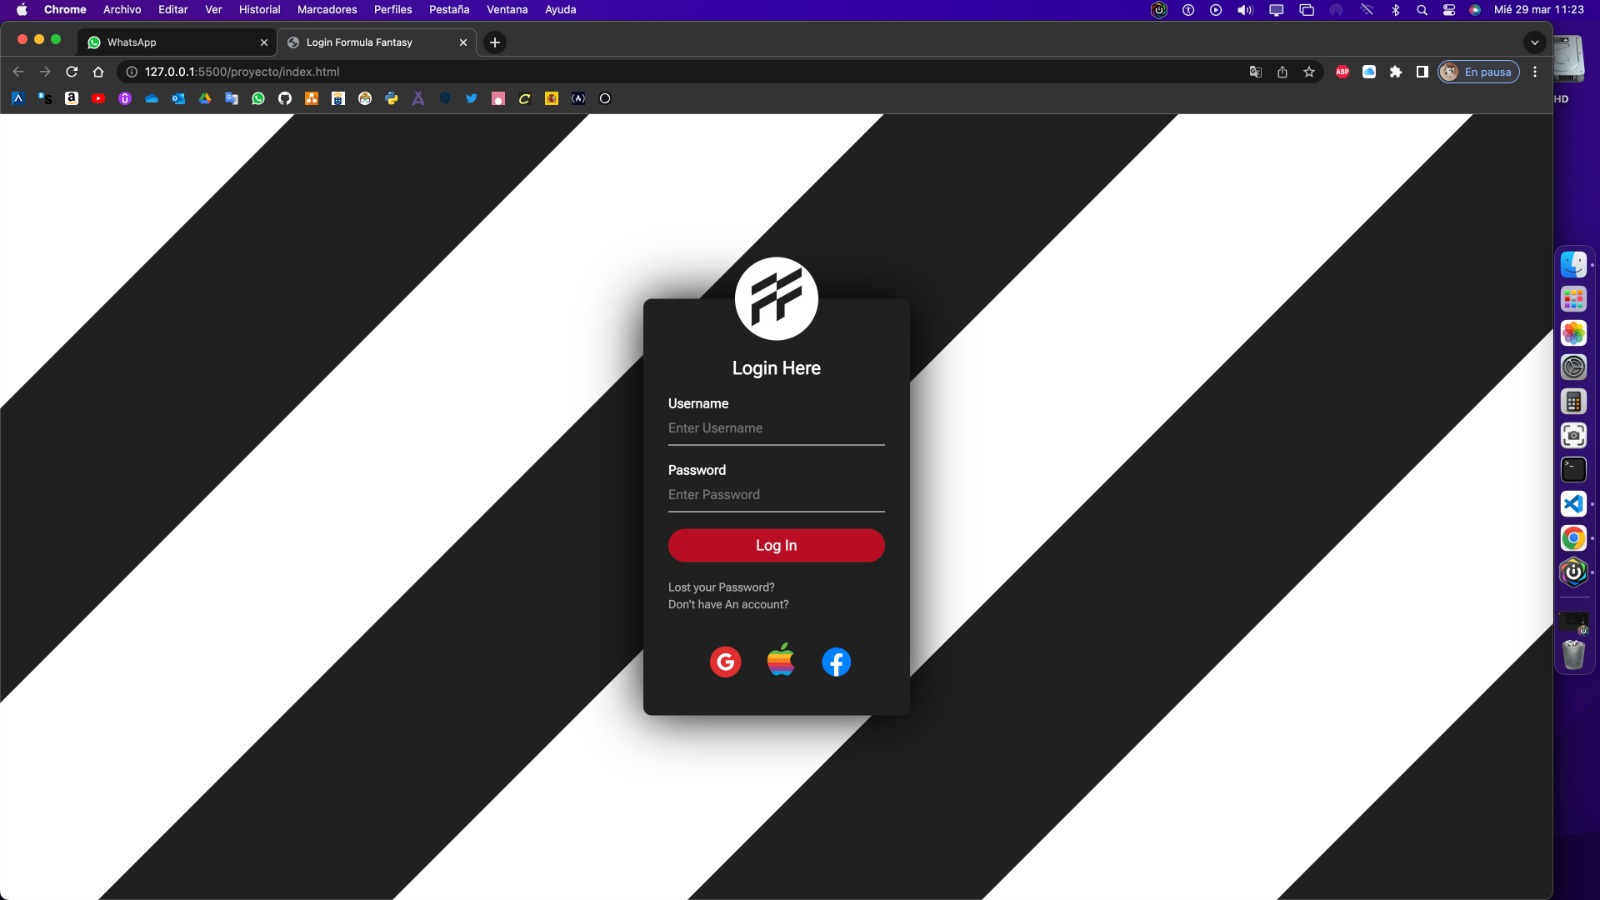 Chrome Archivo Editar Ver Historial Marcadores Perfiles Pestaña Ventana Ayuda Mié 29 mar 11:23
WhatsApp Login Formula Fantasy
127.0.0.1:5500/proyecto/index.html ABP En pausa
HD
Login Here
Username
Enter Username
Password
Enter Password
Log In
Lost your Password?
Don't have An account?